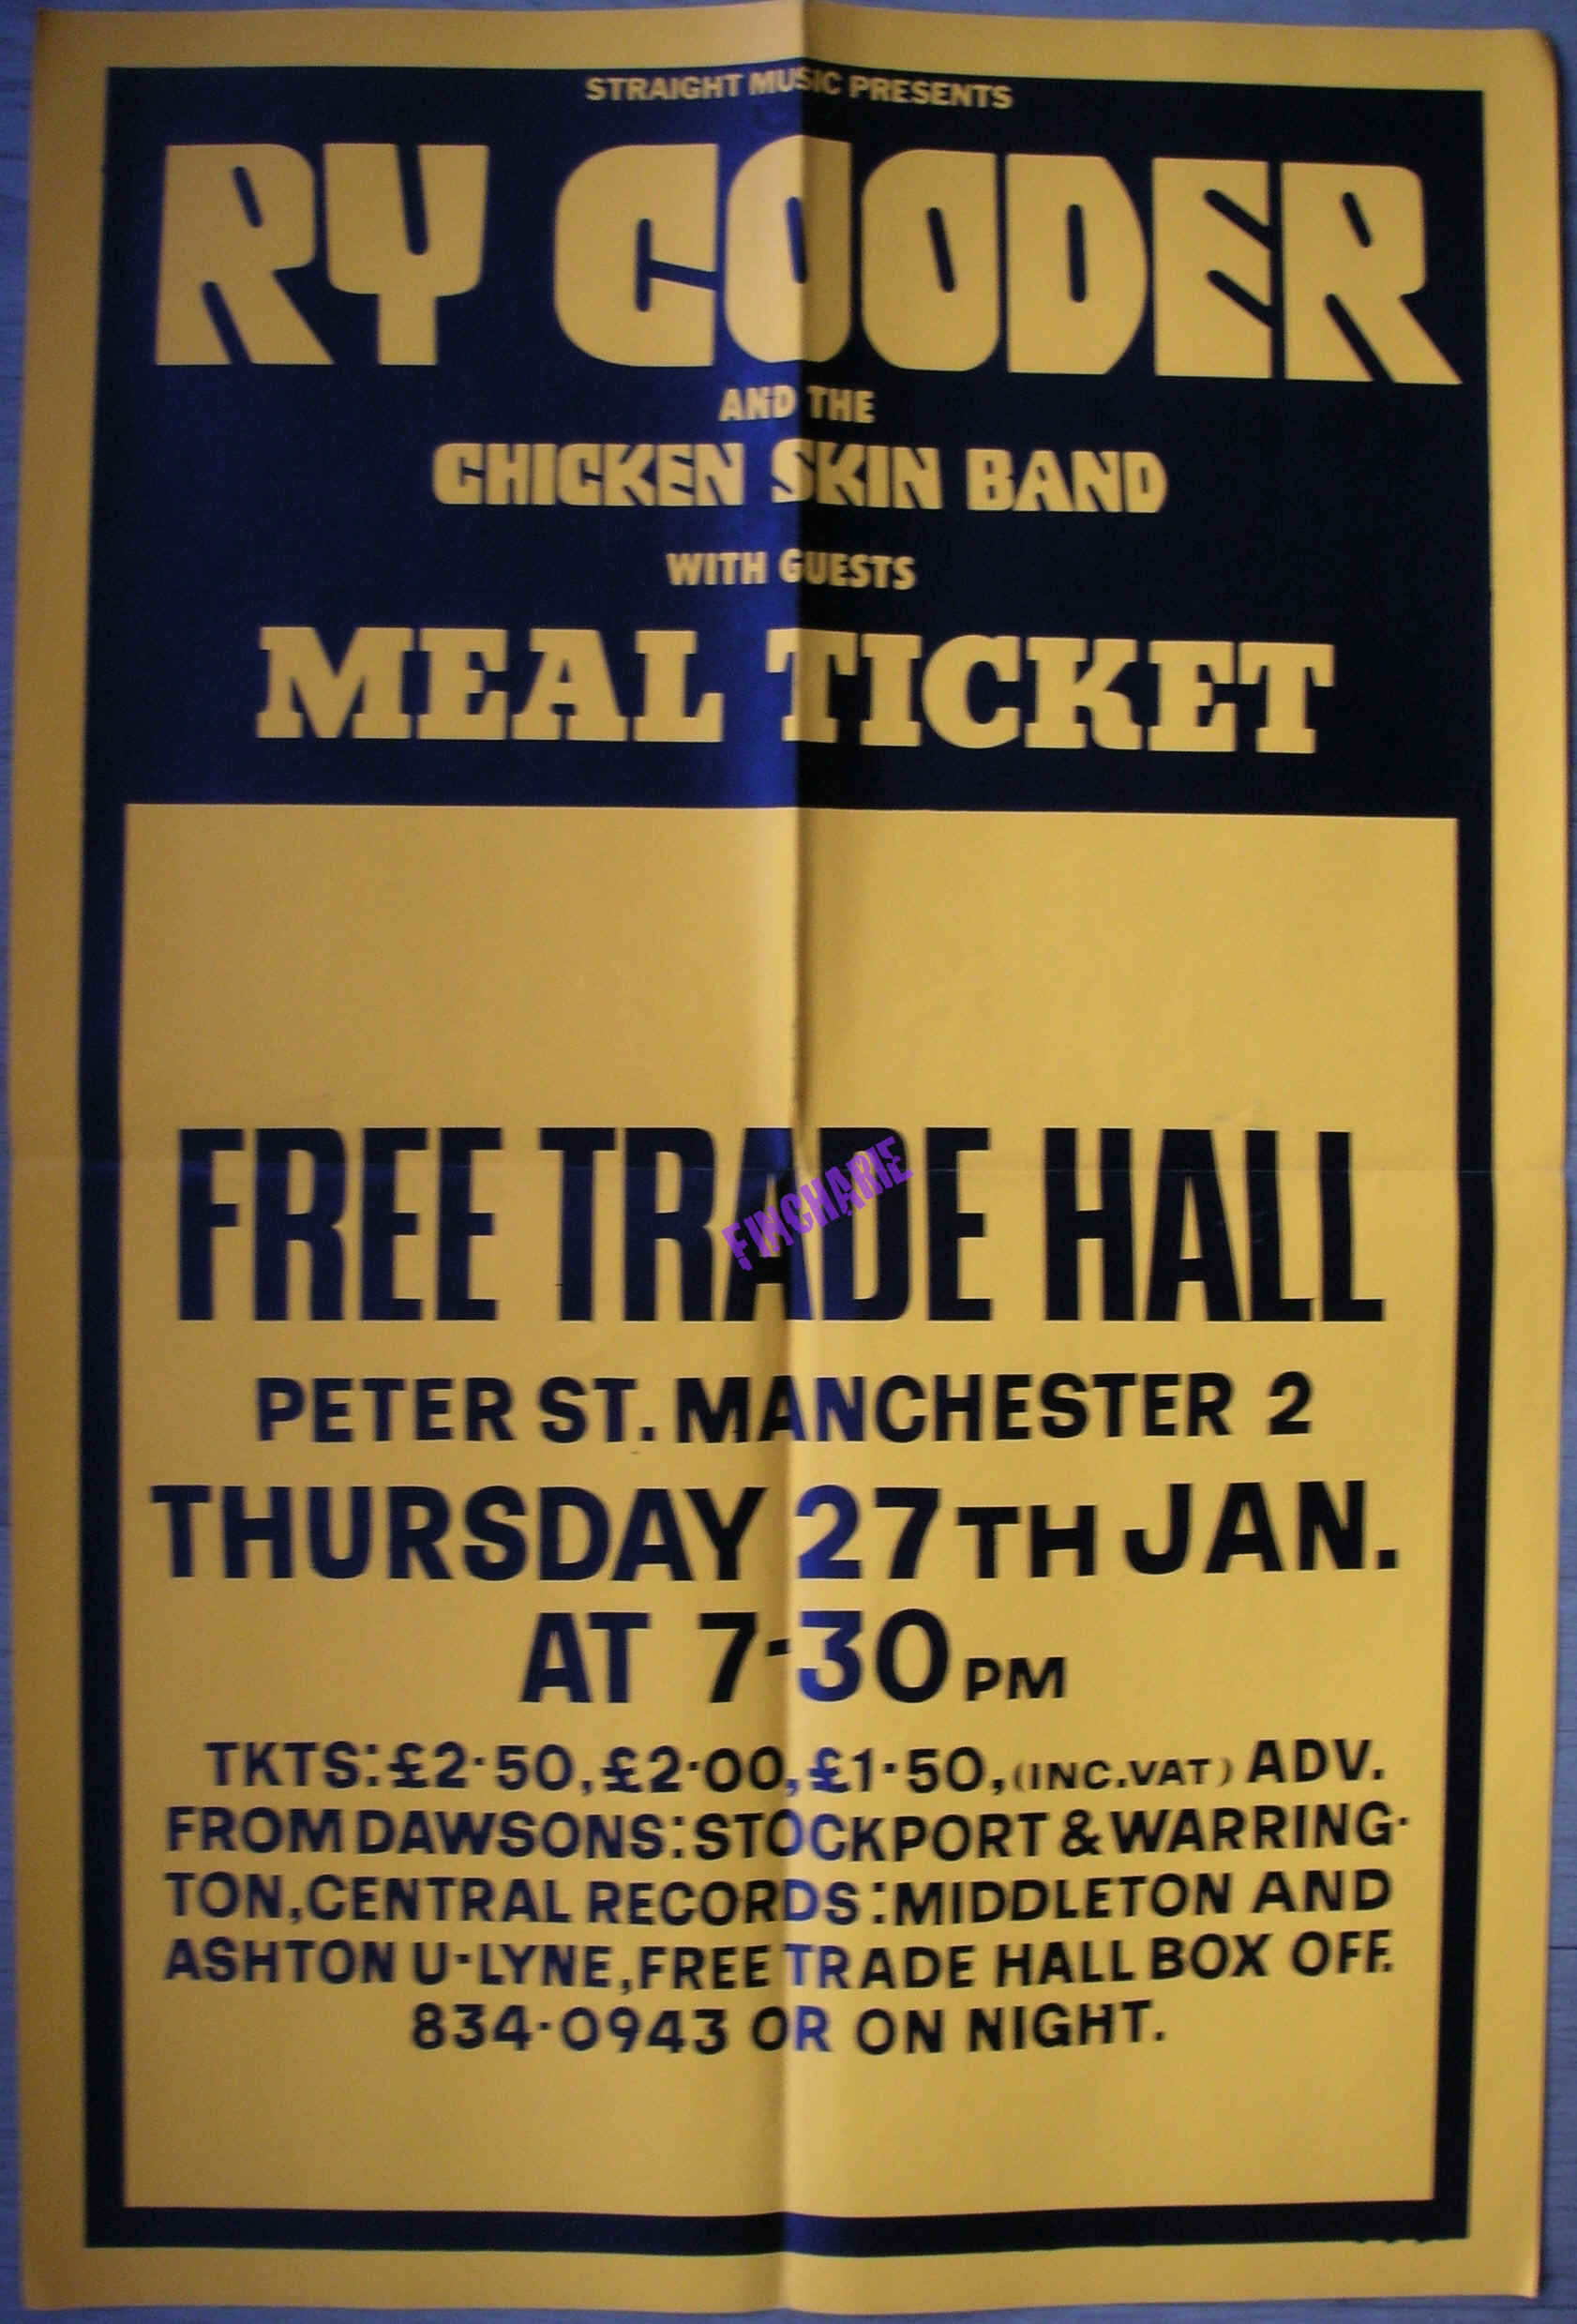 STRAIGHT MUSIC PRESENTS
RY COODER
AND THE
CHICKEN SKIN BAND
WITH GUESTS
MEAL TICKET
FREE TRADE HALL
FINCHARIE
PETER ST. MANCHESTER 2
THURSDAY 27TH JAN.
AT 7·30 PM
TKTS:£2·50,£2·00,£1·50,(INC.VAT) ADV.
FROM DAWSONS:STOCKPORT & WARRING·
TON,CENTRAL RECORDS:MIDDLETON AND
ASHTON U·LYNE,FREE TRADE HALL BOX OFF.
834·0943 OR ON NIGHT.